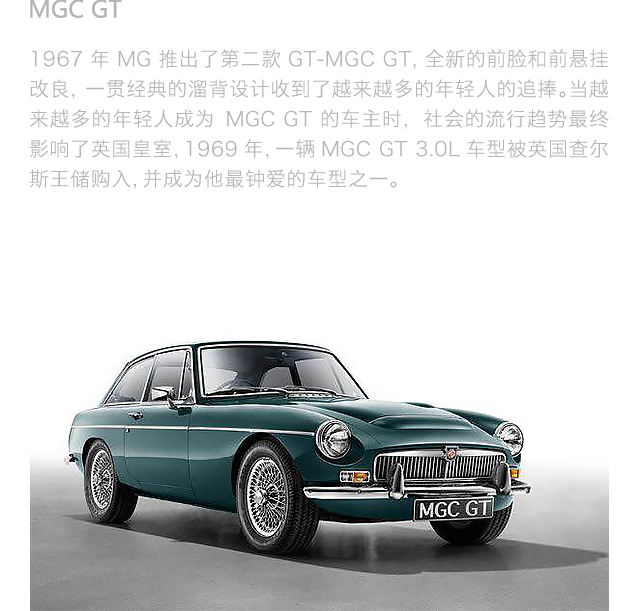 MGC GT
1967 年 MG 推出了第二款 GT-MGC GT, 全新的前脸和前悬挂
改良, 一贯经典的溜背设计收到了越来越多的年轻人的追捧。当越
来越多的年轻人成为 MGC GT 的车主时, 社会的流行趋势最终
影响了英国皇室, 1969 年, 一辆 MGC GT 3.0L 车型被英国查尔
斯王储购入, 并成为他最钟爱的车型之一。
MGC GT